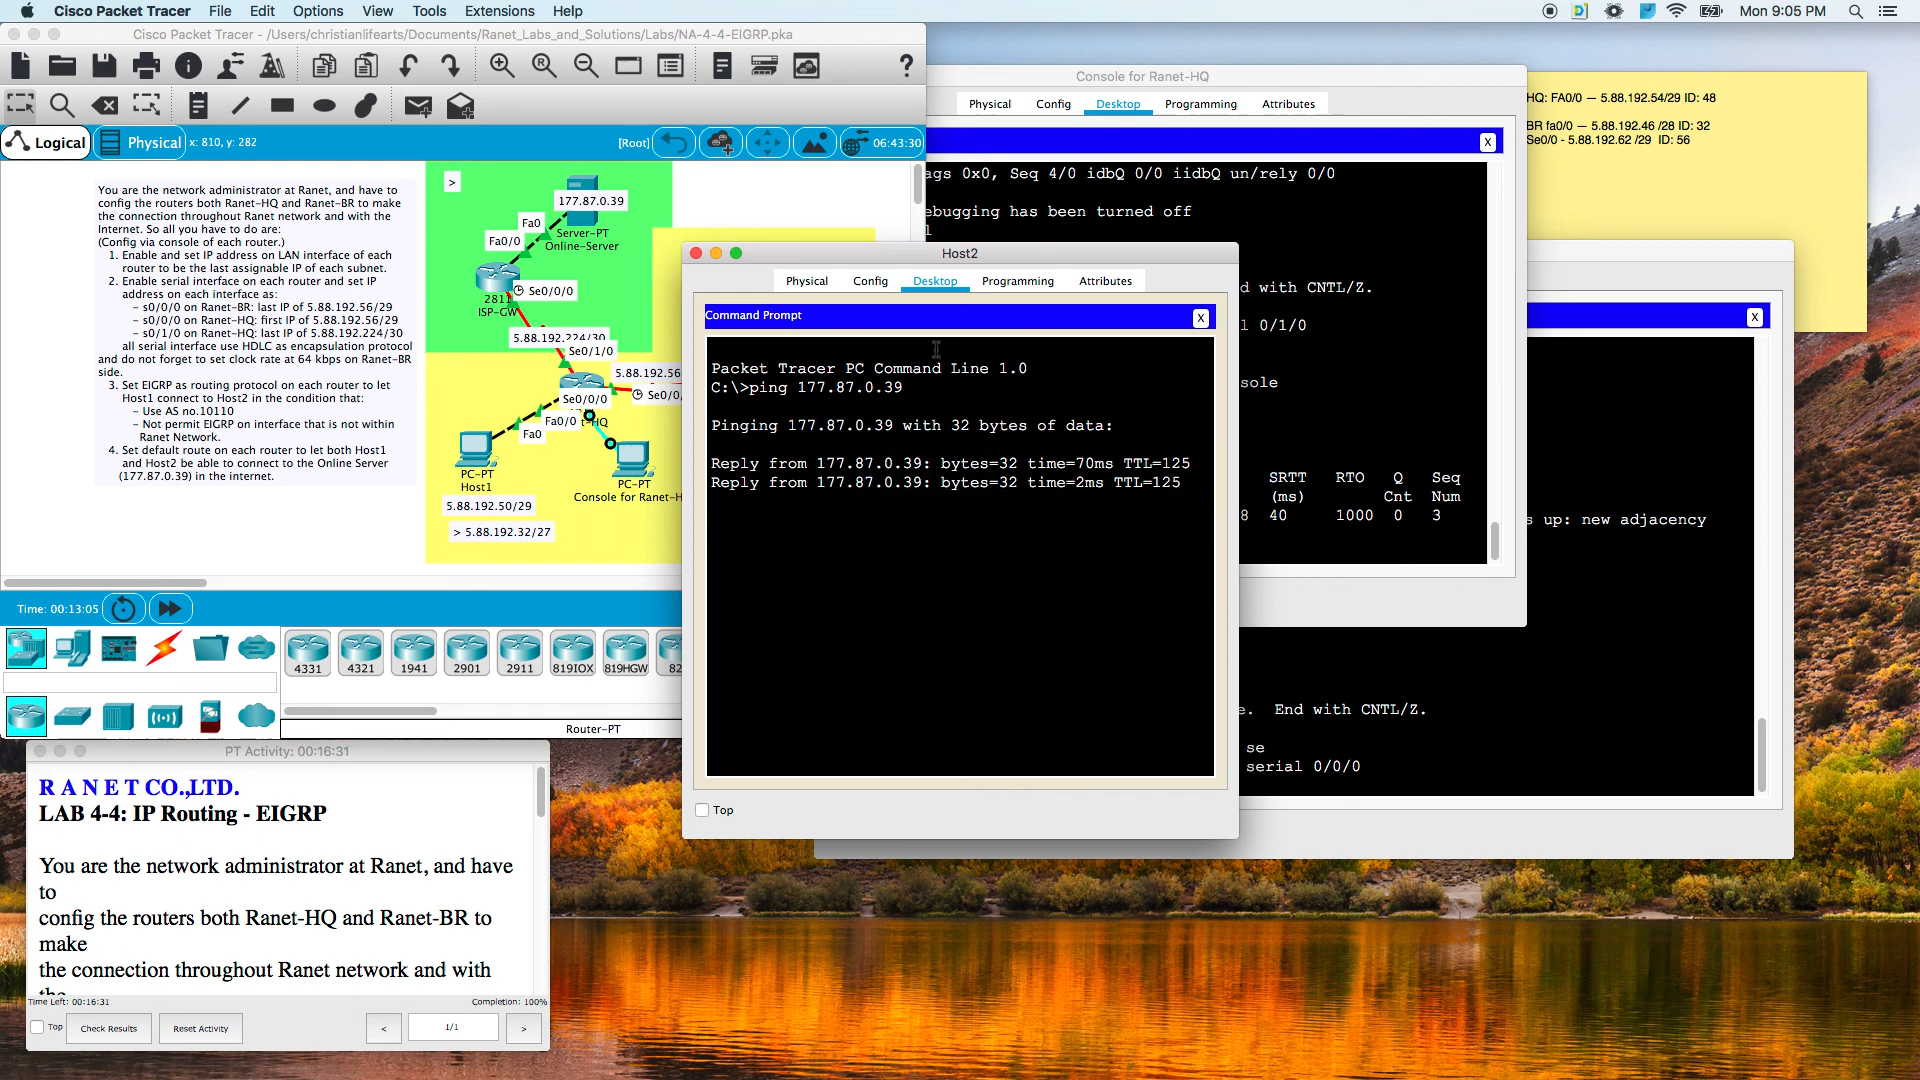 Cisco Packet Tracer File Edit Options View Tools Extensions Help
Mon 9:05 PM
Cisco Packet Tracer - /Users/christianlifearts/Documents/Ranet_Labs_and_Solutions/Labs/NA-4-4-EIGRP.pka
Logical
Physical
x: 810, y: 282
[Root]
06:43:30
You are the network administrator at Ranet, and have to
config the routers both Ranet-HQ and Ranet-BR to make
the connection throughout Ranet network and with the
Internet. So all you have to do are:
(Config via console of each router.)
1. Enable and set IP address on LAN interface of each
router to be the last assignable IP of each subnet.
2. Enable serial interface on each router and set IP
address on each interface as:
- s0/0/0 on Ranet-BR: last IP of 5.88.192.56/29
- s0/0/0 on Ranet-HQ: first IP of 5.88.192.56/29
- s0/1/0 on Ranet-HQ: last IP of 5.88.192.224/30
all serial interface use HDLC as encapsulation protocol
and do not forget to set clock rate at 64 kbps on Ranet-BR
side.
3. Set EIGRP as routing protocol on each router to let
Host1 connect to Host2 in the condition that:
- Use AS no.10110
- Not permit EIGRP on interface that is not within
Ranet Network.
4. Set default route on each router to let both Host1
and Host2 be able to connect to the Online Server
(177.87.0.39) in the internet.
>
177.87.0.39
Fa0
Server-PT
Online-Server
Fa0/0
2811
ISP-GW
Se0/0/0
5.88.192.224/30
Se0/1/0
5.88.192.56
Se0/0/0
Se0/0/
Fa0/0
t-HQ
Fa0
PC-PT
Host1
PC-PT
Console for Ranet-H
5.88.192.50/29
> 5.88.192.32/27
Time: 00:13:05
4331
4321
1941
2901
2911
819IOX
819HGW
82
Router-PT
PT Activity: 00:16:31
R A N E T CO.,LTD.
LAB 4-4: IP Routing - EIGRP
You are the network administrator at Ranet, and have
to
config the routers both Ranet-HQ and Ranet-BR to
make
the connection throughout Ranet network and with
the
Time Left: 00:16:31
Completion: 100%
Top
Check Results
Reset Activity
<
1/1
>
Console for Ranet-HQ
Physical Config Desktop Programming Attributes
X
ags 0x0, Seq 4/0 idbQ 0/0 iidbQ un/rely 0/0
ebugging has been turned off
l
d with CNTL/Z.
l 0/1/0
sole
SRTT RTO Q Seq
(ms) Cnt Num
8 40 1000 0 3
Host2
Physical Config Desktop Programming Attributes
Command Prompt
X
Packet Tracer PC Command Line 1.0
C:\>ping 177.87.0.39
Pinging 177.87.0.39 with 32 bytes of data:
Reply from 177.87.0.39: bytes=32 time=70ms TTL=125
Reply from 177.87.0.39: bytes=32 time=2ms TTL=125
Top
X
s up: new adjacency
e. End with CNTL/Z.
se
serial 0/0/0
HQ: FA0/0 — 5.88.192.54/29 ID: 48
BR fa0/0 — 5.88.192.46 /28 ID: 32
Se0/0 - 5.88.192.62 /29 ID: 56